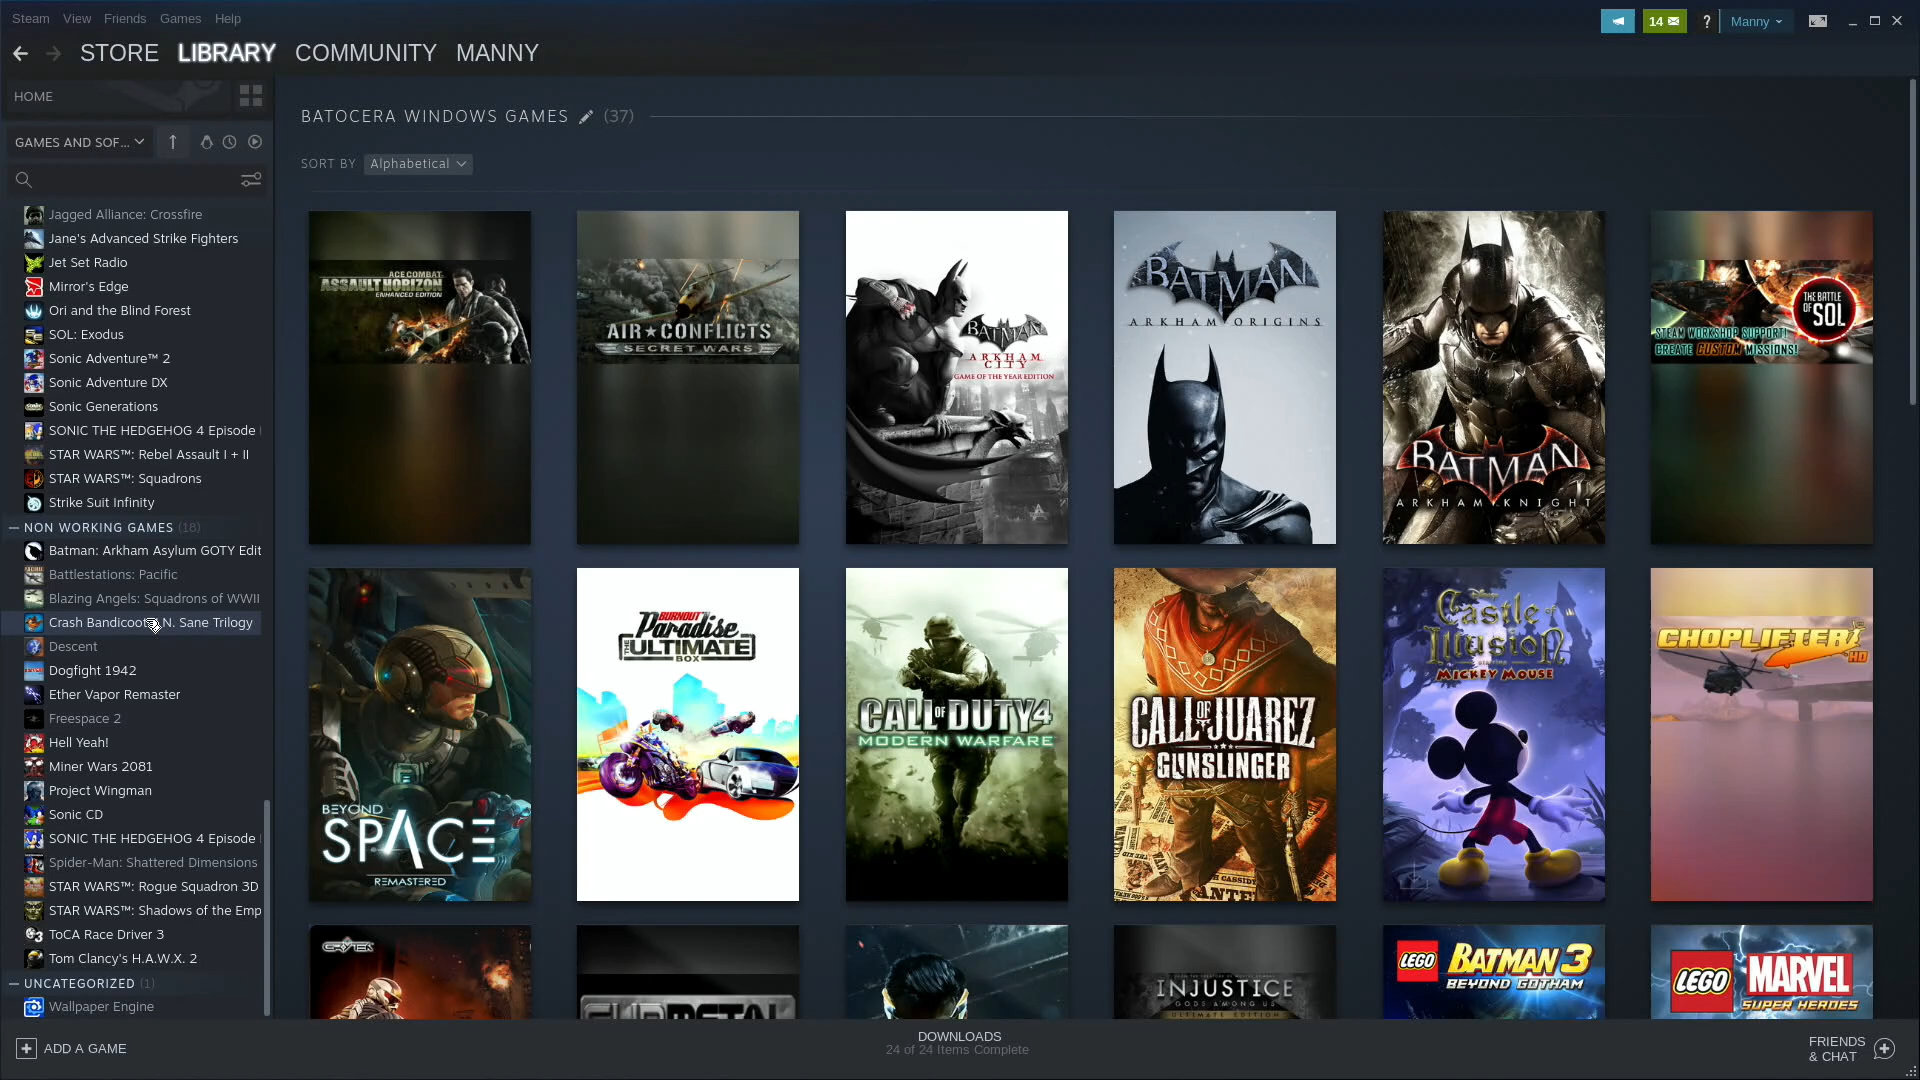 Steam View Friends Games Help
14 ? Manny
STORE LIBRARY COMMUNITY MANNY
HOME
GAMES AND SOF...
Jagged Alliance: Crossfire
Jane's Advanced Strike Fighters
Jet Set Radio
Mirror's Edge
Ori and the Blind Forest
SOL: Exodus
Sonic Adventure™ 2
Sonic Adventure DX
Sonic Generations
SONIC THE HEDGEHOG 4 Episode
STAR WARS™: Rebel Assault I + II
STAR WARS™: Squadrons
Strike Suit Infinity
NON WORKING GAMES (18)
Batman: Arkham Asylum GOTY Edit
Battlestations: Pacific
Blazing Angels: Squadrons of WWII
Crash Bandicoot N. Sane Trilogy
Descent
Dogfight 1942
Ether Vapor Remaster
Freespace 2
Hell Yeah!
Miner Wars 2081
Project Wingman
Sonic CD
SONIC THE HEDGEHOG 4 Episode
Spider-Man: Shattered Dimensions
STAR WARS™: Rogue Squadron 3D
STAR WARS™: Shadows of the Emp
ToCA Race Driver 3
Tom Clancy's H.A.W.X. 2
UNCATEGORIZED (1)
Wallpaper Engine
BATOCERA WINDOWS GAMES (37)
SORT BY Alphabetical
ACE COMBAT
ASSAULT HORIZON
ENHANCED EDITION
AIR CONFLICTS
SECRET WARS
BATMAN
ARKHAM
CITY
GAME OF THE YEAR EDITION
BATMAN
ARKHAM ORIGINS
BATMAN
ARKHAM KNIGHT
THE BATTLE
OF SOL
STEAM WORKSHOP SUPPORT!
CREATE CUSTOM MISSIONS!
BEYOND
SPACE
REMASTERED
BURNOUT
Paradise
THE ULTIMATE
BOX
CALL OF DUTY 4
MODERN WARFARE
CALL OF JUAREZ
GUNSLINGER
Disney
Castle of
Illusion
STARRING
MICKEY MOUSE
CHOPLIFTER
HD
CRYTEK
INJUSTICE
GODS AMONG US
ULTIMATE EDITION
LEGO BATMAN 3
BEYOND GOTHAM
LEGO MARVEL
SUPER HEROES
ADD A GAME
DOWNLOADS
24 of 24 Items Complete
FRIENDS
& CHAT